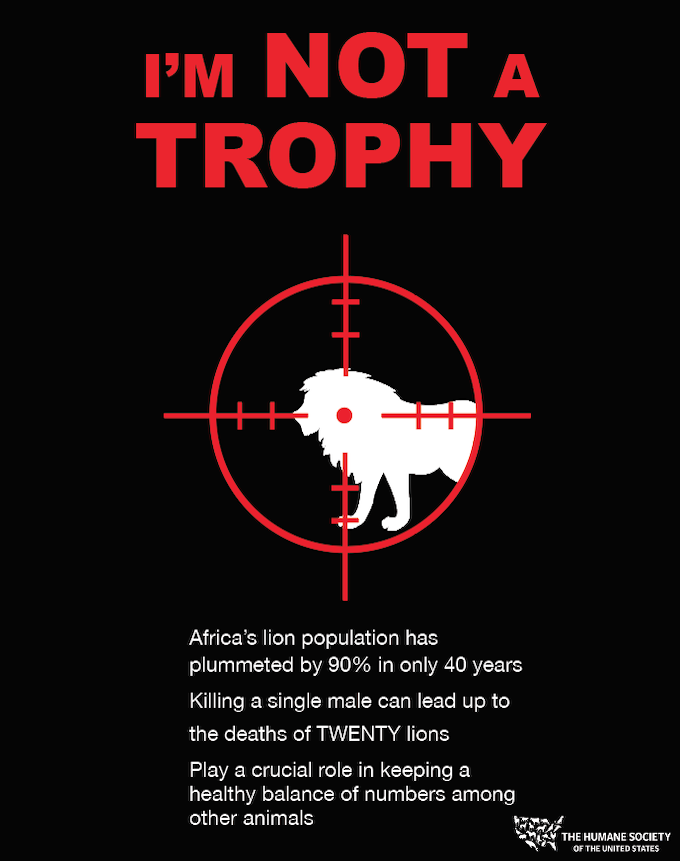 I'M NOT A
TROPHY
Africa's lion population has
plummeted by 90% in only 40 years
Killing a single male can lead up to
the deaths of TWENTY lions
Play a crucial role in keeping a
healthy balance of numbers among
other animals
THE HUMANE SOCIETY
OF THE UNITED STATES